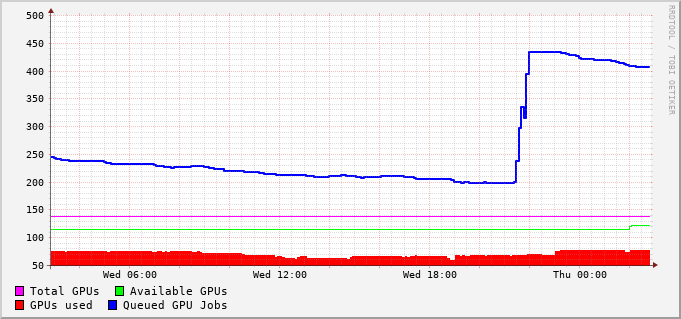 RRDTOOL / TOBI OETIKER
500
450
400
350
300
250
200
150
100
50
Wed 06:00 Wed 12:00 Wed 18:00 Thu 00:00
Total GPUs Available GPUs
GPUs used Queued GPU Jobs